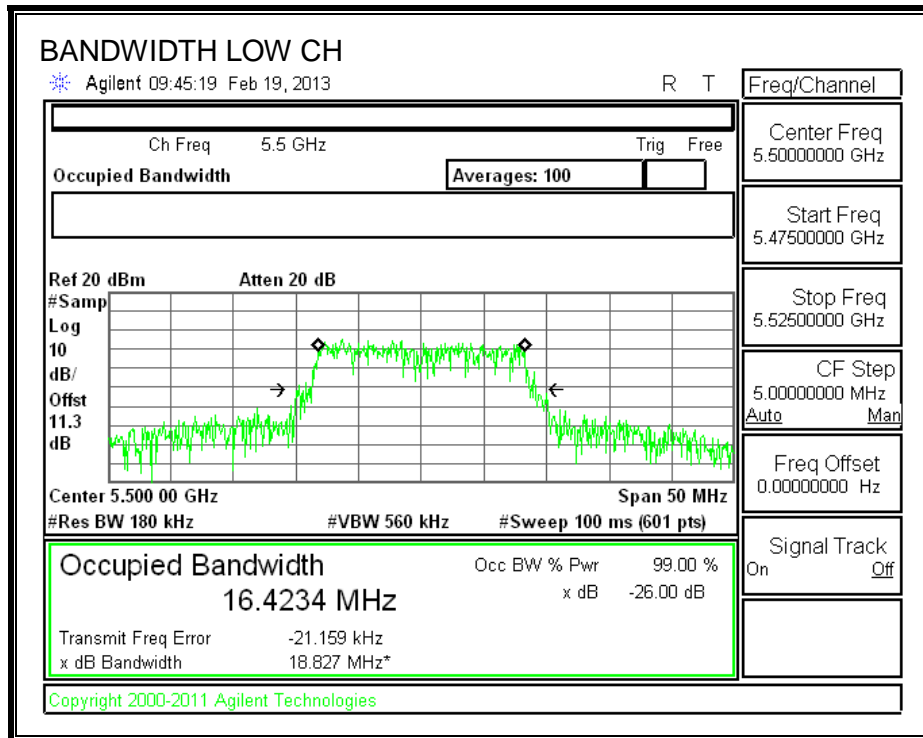 BANDWIDTH LOW CH
Agilent 09:45:19 Feb 19, 2013 R T
Freq/Channel
Ch Freq 5.5 GHz Trig Free
Occupied Bandwidth Averages: 100
Center Freq
5.50000000 GHz
Start Freq
5.47500000 GHz
Stop Freq
5.52500000 GHz
CF Step
5.00000000 MHz
Auto Man
Freq Offset
0.00000000 Hz
Signal Track
On Off
Ref 20 dBm Atten 20 dB
#Samp
Log
10
dB/
Offst
11.3
dB
Center 5.500 00 GHz Span 50 MHz
#Res BW 180 kHz #VBW 560 kHz #Sweep 100 ms (601 pts)
Occupied Bandwidth Occ BW % Pwr 99.00 %
16.4234 MHz x dB -26.00 dB
Transmit Freq Error -21.159 kHz
x dB Bandwidth 18.827 MHz*
Copyright 2000-2011 Agilent Technologies